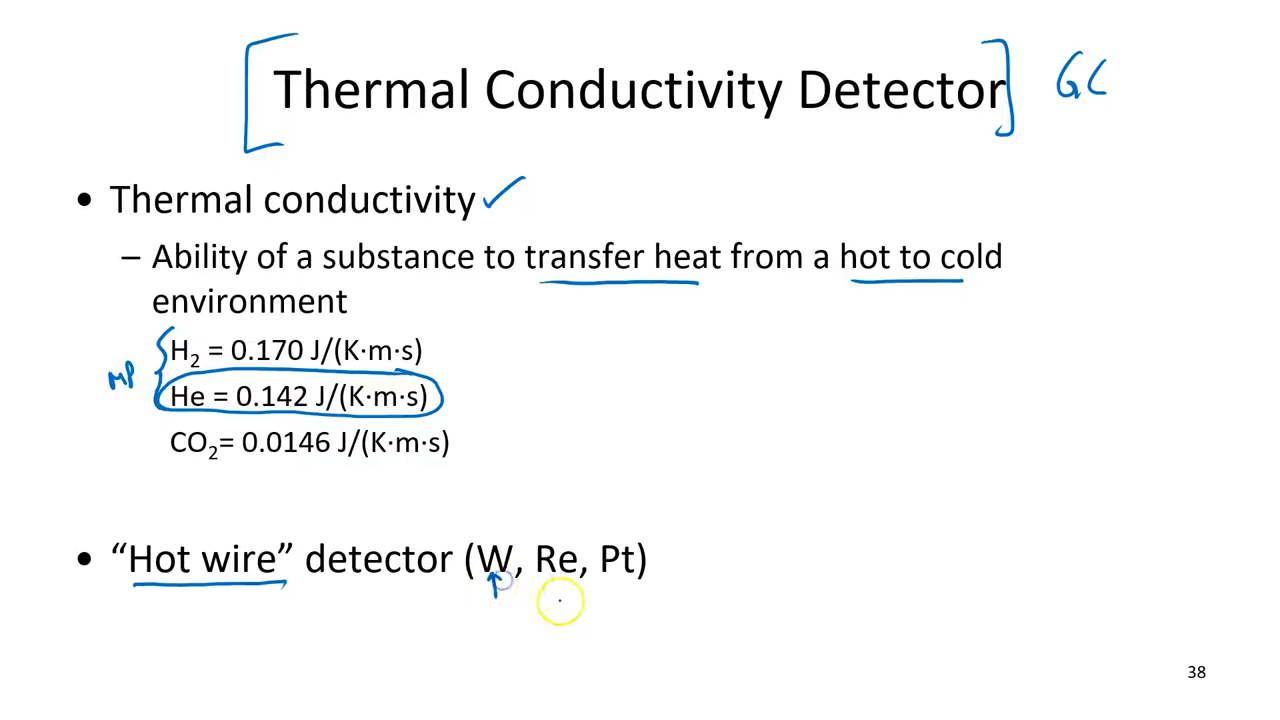 Thermal Conductivity Detector GC
• Thermal conductivity
– Ability of a substance to transfer heat from a hot to cold
environment
H₂ = 0.170 J/(K·m·s)
MP
He = 0.142 J/(K·m·s)
CO₂= 0.0146 J/(K·m·s)
• “Hot wire” detector (W, Re, Pt)
38